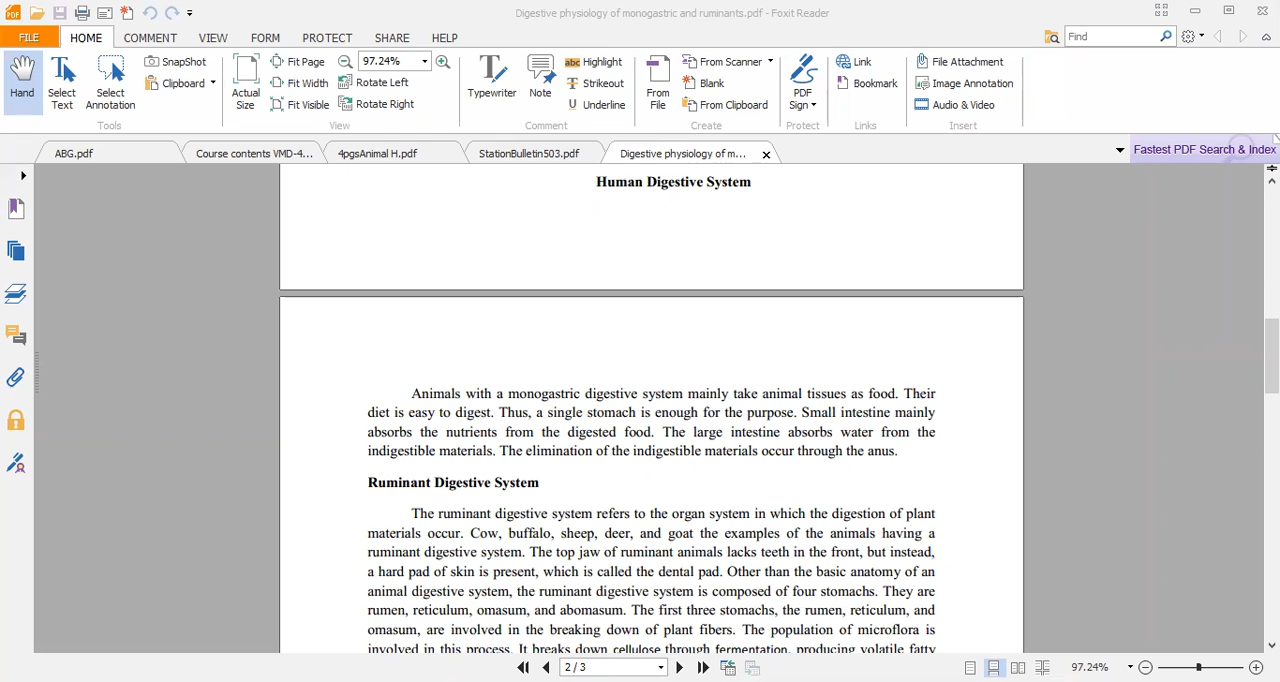 Digestive physiology of monogastric and ruminants.pdf - Foxit Reader
FILE HOME COMMENT VIEW FORM PROTECT SHARE HELP Find
Hand
Select Text
Select Annotation
SnapShot
Clipboard
Tools
Actual Size
Fit Page
Fit Width
Fit Visible
97.24%
Rotate Left
Rotate Right
View
Typewriter
Note
Highlight
Strikeout
Underline
Comment
From File
From Scanner
Blank
From Clipboard
Create
PDF Sign
Protect
Link
Bookmark
Links
File Attachment
Image Annotation
Audio & Video
Insert
ABG.pdf Course contents VMD-4... 4pgsAnimal H.pdf StationBulletin503.pdf Digestive physiology of m... Fastest PDF Search & Index
Human Digestive System
Animals with a monogastric digestive system mainly take animal tissues as food. Their
diet is easy to digest. Thus, a single stomach is enough for the purpose. Small intestine mainly
absorbs the nutrients from the digested food. The large intestine absorbs water from the
indigestible materials. The elimination of the indigestible materials occur through the anus.
Ruminant Digestive System
The ruminant digestive system refers to the organ system in which the digestion of plant
materials occur. Cow, buffalo, sheep, deer, and goat the examples of the animals having a
ruminant digestive system. The top jaw of ruminant animals lacks teeth in the front, but instead,
a hard pad of skin is present, which is called the dental pad. Other than the basic anatomy of an
animal digestive system, the ruminant digestive system is composed of four stomachs. They are
rumen, reticulum, omasum, and abomasum. The first three stomachs, the rumen, reticulum, and
omasum, are involved in the breaking down of plant fibers. The population of microflora is
involved in this process. It breaks down cellulose through fermentation, producing volatile fatty
2 / 3 97.24%